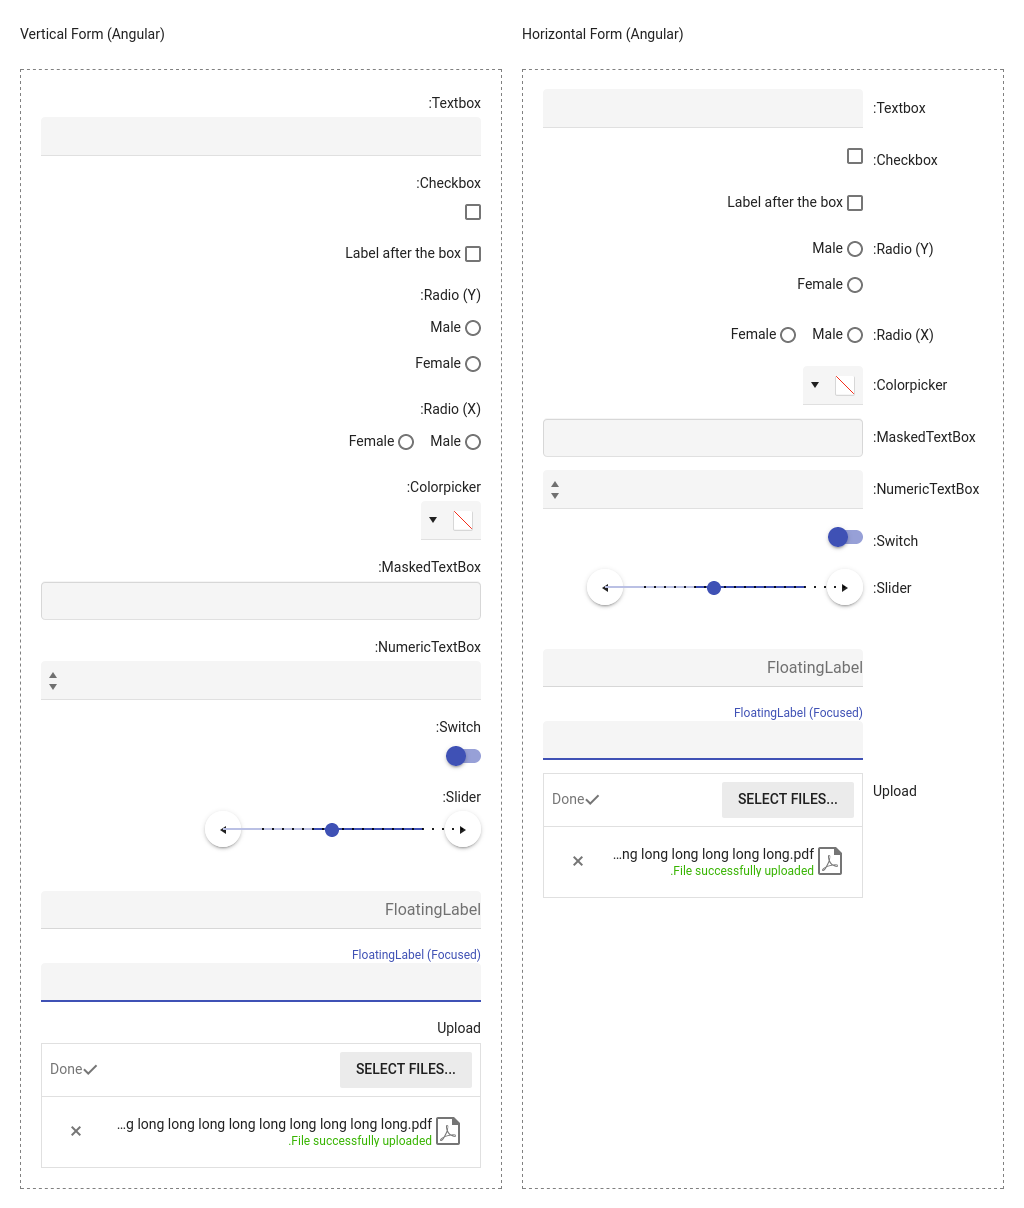 Vertical Form (Angular)
:Textbox
:Checkbox
Label after the box
:Radio (Y)
Male
Female
:Radio (X)
Female Male
:Colorpicker
:MaskedTextBox
:NumericTextBox
:Switch
:Slider
FloatingLabel
FloatingLabel (Focused)
Upload
Done SELECT FILES...
...g long long long long long long long long long.pdf
.File successfully uploaded
Horizontal Form (Angular)
:Textbox
:Checkbox
Label after the box
Male :Radio (Y)
Female
Female Male :Radio (X)
:Colorpicker
:MaskedTextBox
:NumericTextBox
:Switch
:Slider
FloatingLabel
FloatingLabel (Focused)
Upload
Done SELECT FILES...
...ng long long long long long.pdf
.File successfully uploaded